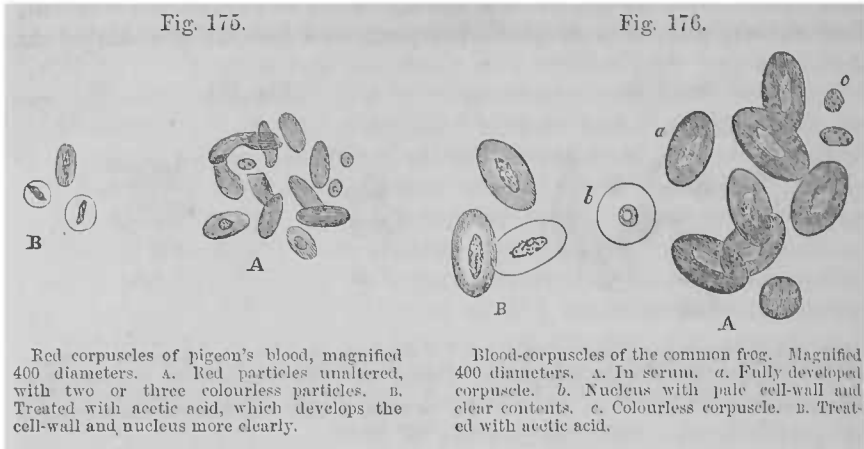 Fig. 175.
B
A
Red corpuscles of pigeon's blood, magnified
400 diameters. A. Red particles unaltered,
with two or three colourless particles. B.
Treated with acetic acid, which develops the
cell-wall and nucleus more clearly.
Fig. 176.
a
b
c
B
A
Blood-corpuscles of the common frog. Magnified
400 diameters. A. In serum. a. Fully developed
corpuscle. b. Nucleus with pale cell-wall and
clear contents. c. Colourless corpuscle. B. Treat-
ed with acetic acid.